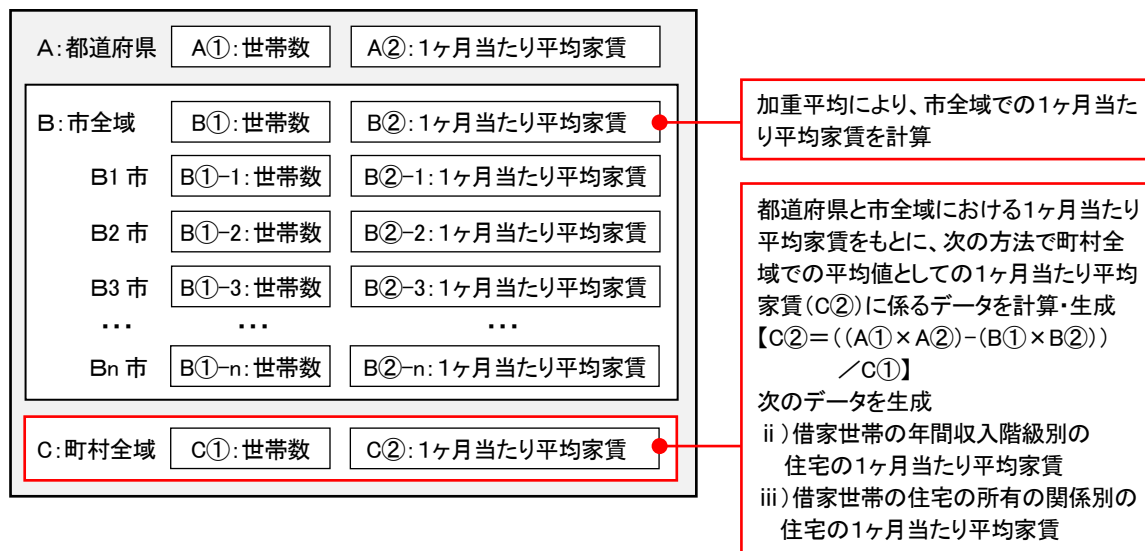 A:都道府県 A①:世帯数 A②:1ヶ月当たり平均家賃
B:市全域 B①:世帯数 B②:1ヶ月当たり平均家賃
B1 市 B①-1:世帯数 B②-1:1ヶ月当たり平均家賃
B2 市 B①-2:世帯数 B②-2:1ヶ月当たり平均家賃
B3 市 B①-3:世帯数 B②-3:1ヶ月当たり平均家賃
… … …
Bn 市 B①-n:世帯数 B②-n:1ヶ月当たり平均家賃
C:町村全域 C①:世帯数 C②:1ヶ月当たり平均家賃
加重平均により、市全域での1ヶ月当た
り平均家賃を計算
都道府県と市全域における1ヶ月当たり
平均家賃をもとに、次の方法で町村全
域での平均値としての1ヶ月当たり平均
家賃(C②)に係るデータを計算・生成
【C②=((A①×A②)-(B①×B②))
/C①】
次のデータを生成
ⅱ)借家世帯の年間収入階級別の
住宅の1ヶ月当たり平均家賃
ⅲ)借家世帯の住宅の所有の関係別の
住宅の1ヶ月当たり平均家賃